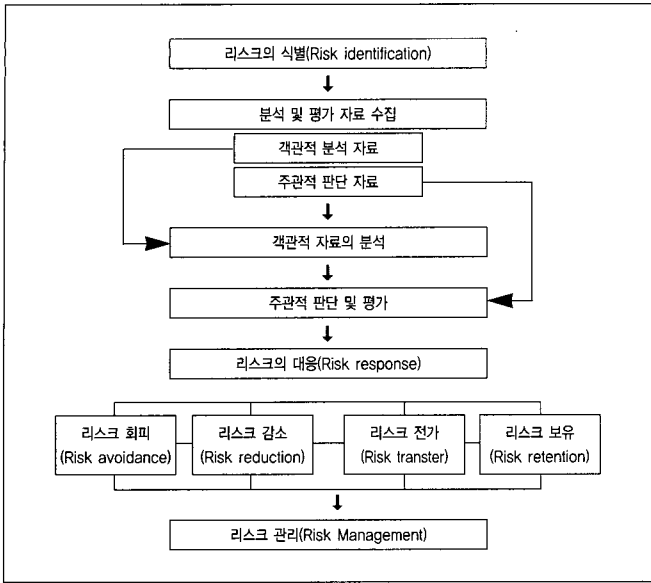 리스크의 식별(Risk identification)
분석 및 평가 자료 수집
객관적 분석 자료
주관적 판단 자료
객관적 자료의 분석
주관적 판단 및 평가
리스크의 대응(Risk response)
리스크 회피
(Risk avoidance)
리스크 감소
(Risk reduction)
리스크 전가
(Risk transter)
리스크 보유
(Risk retention)
리스크 관리(Risk Management)